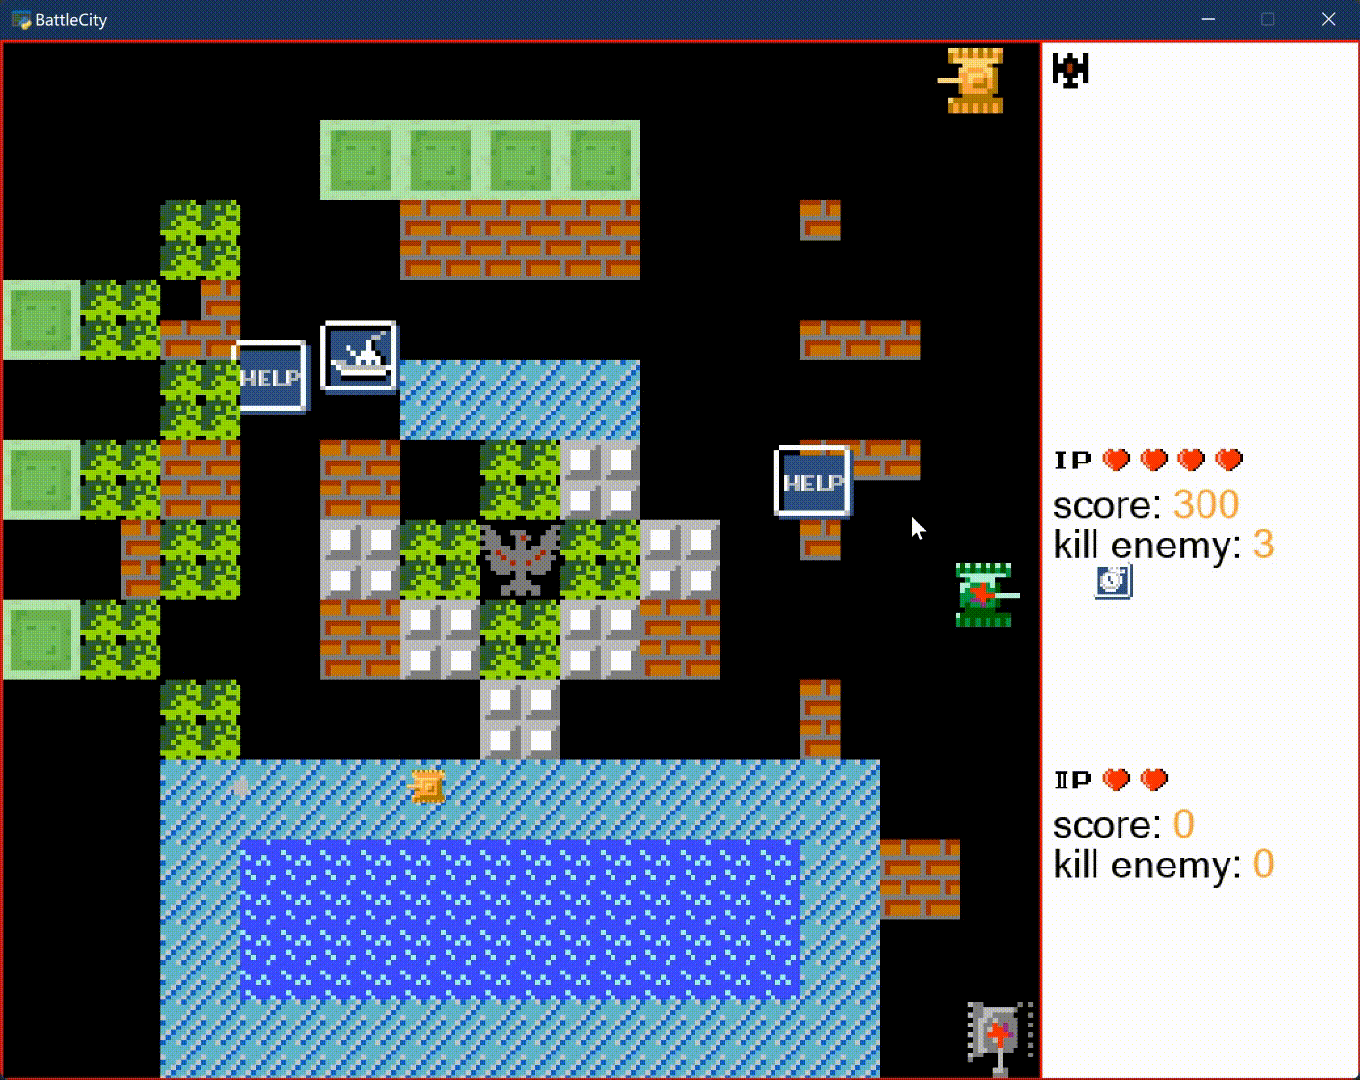 BattleCity
HELP
HELP
IP
score: 300
kill enemy: 3
IIP
score: 0
kill enemy: 0